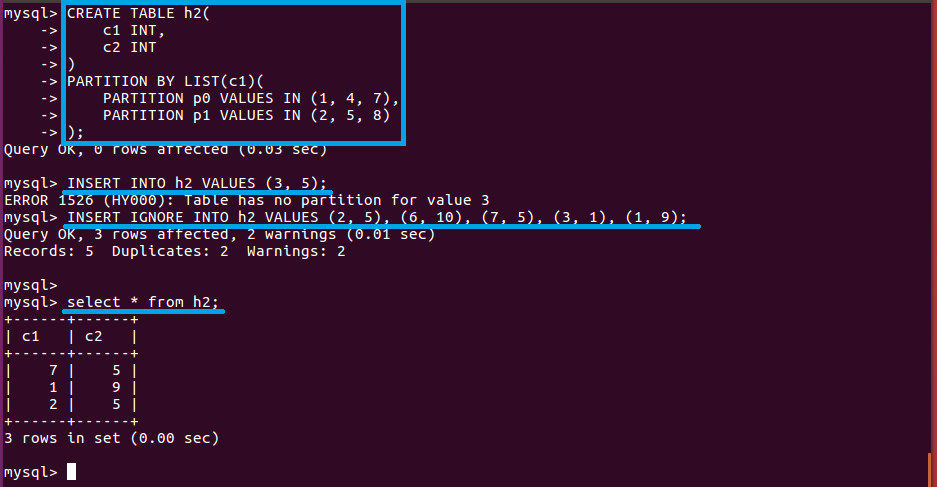 mysql> CREATE TABLE h2(
    ->     c1 INT,
    ->     c2 INT
    -> )
    -> PARTITION BY LIST(c1)(
    ->     PARTITION p0 VALUES IN (1, 4, 7),
    ->     PARTITION p1 VALUES IN (2, 5, 8)
    -> );
Query OK, 0 rows affected (0.03 sec)

mysql> INSERT INTO h2 VALUES (3, 5);
ERROR 1526 (HY000): Table has no partition for value 3
mysql> INSERT IGNORE INTO h2 VALUES (2, 5), (6, 10), (7, 5), (3, 1), (1, 9);
Query OK, 3 rows affected, 2 warnings (0.01 sec)
Records: 5  Duplicates: 2  Warnings: 2

mysql>
mysql> select * from h2;
+------+------+
| c1   | c2   |
+------+------+
|    7 |    5 |
|    1 |    9 |
|    2 |    5 |
+------+------+
3 rows in set (0.00 sec)

mysql>